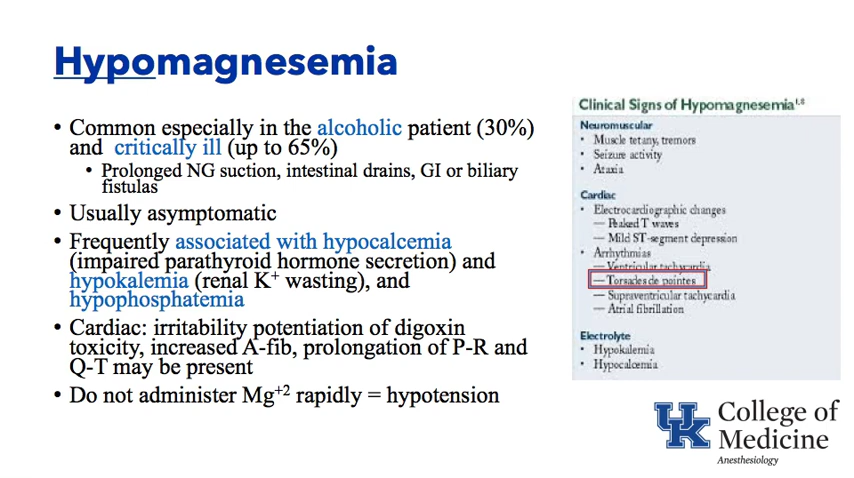 Hypomagnesemia
• Common especially in the alcoholic patient (30%)
and critically ill (up to 65%)
• Prolonged NG suction, intestinal drains, GI or biliary
fistulas
• Usually asymptomatic
• Frequently associated with hypocalcemia
(impaired parathyroid hormone secretion) and
hypokalemia (renal K+ wasting), and
hypophosphatemia
• Cardiac: irritability potentiation of digoxin
toxicity, increased A-fib, prolongation of P-R and
Q-T may be present
• Do not administer Mg+2 rapidly = hypotension
Clinical Signs of Hypomagnesemia1,8
Neuromuscular
• Muscle tetany, tremors
• Seizure activity
• Ataxia
Cardiac
• Electrocardiographic changes
— Peaked T waves
— Mild ST-segment depression
• Arrhythmias
— Ventricular tachycardia
— Torsades de pointes
— Supraventricular tachycardia
— Atrial fibrillation
Electrolyte
• Hypokalemia
• Hypocalcemia
UK College of
Medicine
Anesthesiology